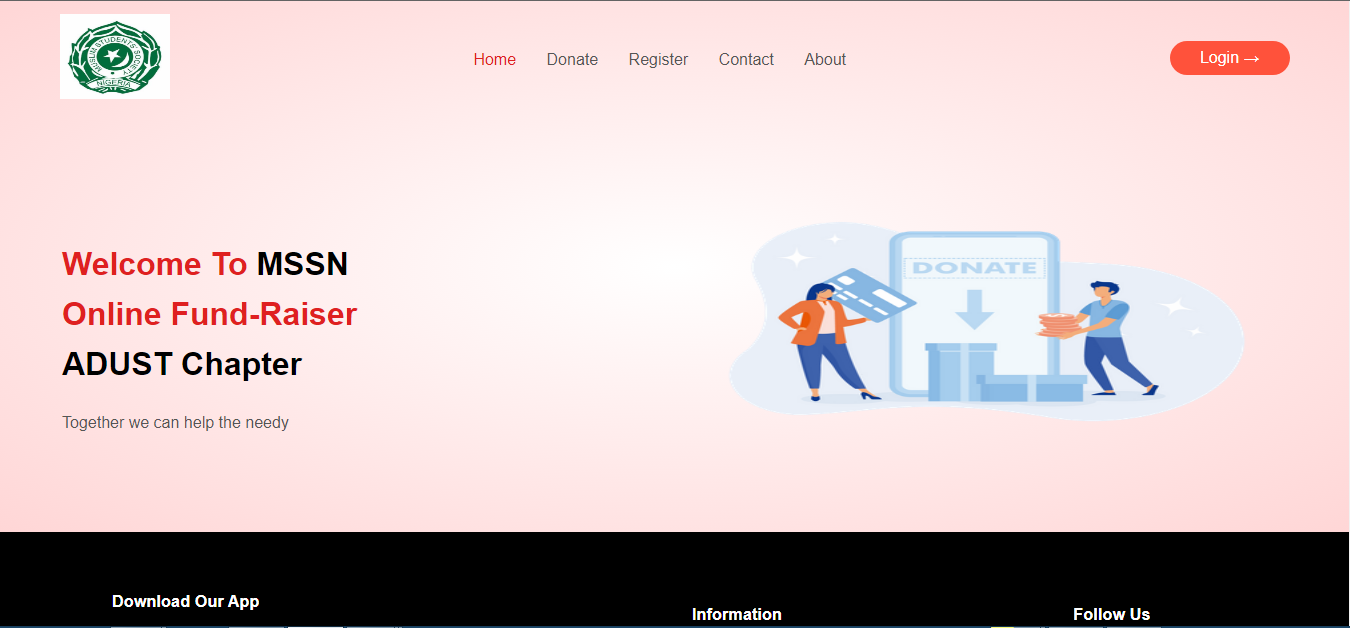 MUSLIM STUDENTS' SOCIETY
NIGERIA
Home Donate Register Contact About
Login →
Welcome To MSSN
Online Fund-Raiser
ADUST Chapter
Together we can help the needy
DONATE
Download Our App
Information
Follow Us